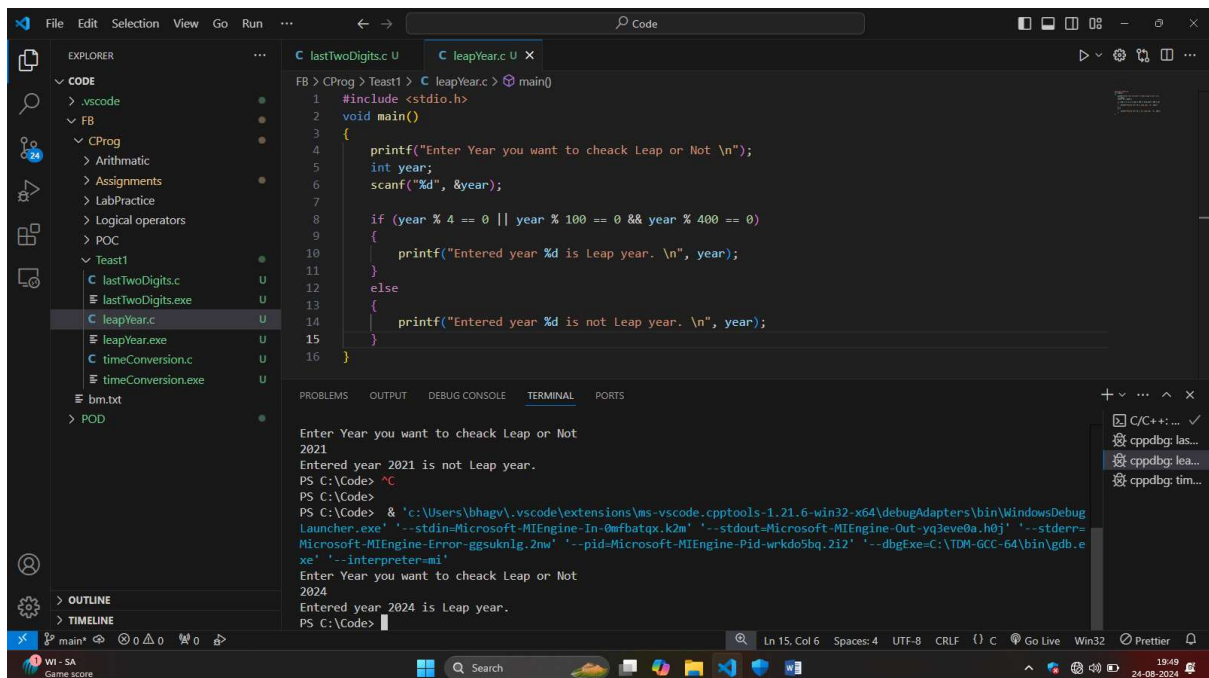 File Edit Selection View Go Run ··· ← → Code
EXPLORER ···
CODE
> .vscode
FB
CProg
> Arithmatic
> Assignments
> LabPractice
> Logical operators
> POC
Teast1
C lastTwoDigits.c U
lastTwoDigits.exe U
C leapYear.c U
leapYear.exe U
C timeConversion.c U
timeConversion.exe U
bm.txt
> POD
> OUTLINE
> TIMELINE
24
C lastTwoDigits.c U C leapYear.c U ×
FB > CProg > Teast1 > C leapYear.c > main()
1 #include <stdio.h>
2 void main()
3 {
4 printf("Enter Year you want to cheack Leap or Not \n");
5 int year;
6 scanf("%d", &year);
7
8 if (year % 4 == 0 || year % 100 == 0 && year % 400 == 0)
9 {
10 printf("Entered year %d is Leap year. \n", year);
11 }
12 else
13 {
14 printf("Entered year %d is not Leap year. \n", year);
15 }
16 }
PROBLEMS OUTPUT DEBUG CONSOLE TERMINAL PORTS
Enter Year you want to cheack Leap or Not
2021
Entered year 2021 is not Leap year.
PS C:\Code> ^C
PS C:\Code>
PS C:\Code> & 'c:\Users\bhagv\.vscode\extensions\ms-vscode.cpptools-1.21.6-win32-x64\debugAdapters\bin\WindowsDebug
Launcher.exe' '--stdin=Microsoft-MIEngine-In-0mfbatqx.k2m' '--stdout=Microsoft-MIEngine-Out-yq3eve0a.h0j' '--stderr=
Microsoft-MIEngine-Error-ggsuknlg.2nw' '--pid=Microsoft-MIEngine-Pid-wrkdo5bq.2i2' '--dbgExe=C:\TDM-GCC-64\bin\gdb.e
xe' '--interpreter=mi'
Enter Year you want to cheack Leap or Not
2024
Entered year 2024 is Leap year.
PS C:\Code>
C/C++: ...
cppdbg: las...
cppdbg: lea...
cppdbg: tim...
main* 0 0 0 Ln 15, Col 6 Spaces: 4 UTF-8 CRLF {} C Go Live Win32 Prettier
1 WI - SA
Game score
Search
19:49
24-08-2024